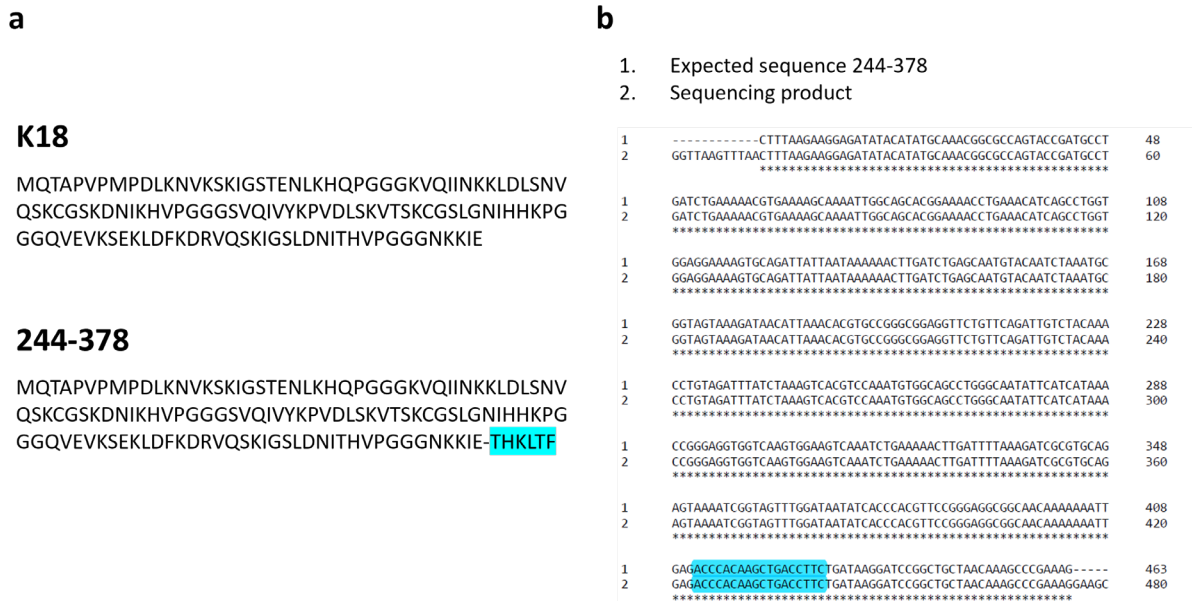 a
K18
MQTAPVPMPDLKNVKSKIGSTENLKHQPGGGKVQIINKKLDLSNV
QSKCGSKDNIKHVPGGGSVQIVYKPVDLSKVTSKCGSLGNIHHKPG
GGQVEVKSEKLDFKDRVQSKIGSLDNITHVPGGGNKKIE
244-378
MQTAPVPMPDLKNVKSKIGSTENLKHQPGGGKVQIINKKLDLSNV
QSKCGSKDNIKHVPGGGSVQIVYKPVDLSKVTSKCGSLGNIHHKPG
GGQVEVKSEKLDFKDRVQSKIGSLDNITHVPGGGNKKIE-THKLTF
b
1. Expected sequence 244-378
2. Sequencing product
1 ------------CTTTAAGAAGGAGATATACATATGCAAACGGCGCCAGTACCGATGCCT 48
2 GGTTAAGTTTAACTTTAAGAAGGAGATATACATATGCAAACGGCGCCAGTACCGATGCCT 60
************************************************
1 GATCTGAAAAACGTGAAAAGCAAAATTGGCAGCACGGAAAACCTGAAACATCAGCCTGGT 108
2 GATCTGAAAAACGTGAAAAGCAAAATTGGCAGCACGGAAAACCTGAAACATCAGCCTGGT 120
************************************************************
1 GGAGGAAAAGTGCAGATTATTAATAAAAAACTTGATCTGAGCAATGTACAATCTAAATGC 168
2 GGAGGAAAAGTGCAGATTATTAATAAAAAACTTGATCTGAGCAATGTACAATCTAAATGC 180
************************************************************
1 GGTAGTAAAGATAACATTAAACACGTGCCGGGCGGAGGTTCTGTTCAGATTGTCTACAAA 228
2 GGTAGTAAAGATAACATTAAACACGTGCCGGGCGGAGGTTCTGTTCAGATTGTCTACAAA 240
************************************************************
1 CCTGTAGATTTATCTAAAGTCACGTCCAAATGTGGCAGCCTGGGCAATATTCATCATAAA 288
2 CCTGTAGATTTATCTAAAGTCACGTCCAAATGTGGCAGCCTGGGCAATATTCATCATAAA 300
************************************************************
1 CCGGGAGGTGGTCAAGTGGAAGTCAAATCTGAAAAACTTGATTTTAAAGATCGCGTGCAG 348
2 CCGGGAGGTGGTCAAGTGGAAGTCAAATCTGAAAAACTTGATTTTAAAGATCGCGTGCAG 360
************************************************************
1 AGTAAAATCGGTAGTTTGGATAATATCACCCACGTTCCGGGAGGCGGCAACAAAAAAATT 408
2 AGTAAAATCGGTAGTTTGGATAATATCACCCACGTTCCGGGAGGCGGCAACAAAAAAATT 420
************************************************************
1 GAGACCCACAAGCTGACCTTCTGATAAGGATCCGGCTGCTAACAAAGCCCGAAAG----- 463
2 GAGACCCACAAGCTGACCTTCTGATAAGGATCCGGCTGCTAACAAAGCCCGAAAGGAAGC 480
*******************************************************